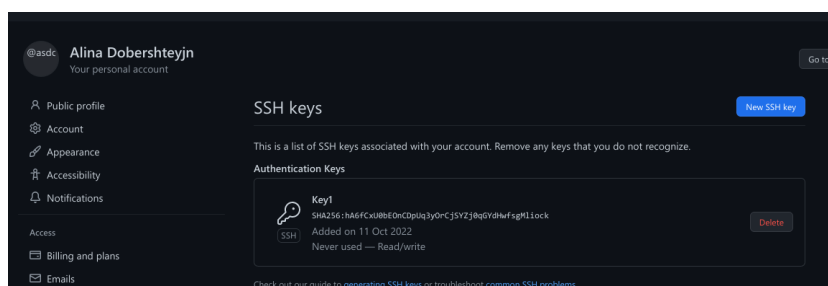 @asdc
Alina Dobershteyjn
Your personal account
Go to
Public profile
Account
Appearance
Accessibility
Notifications
Access
Billing and plans
Emails
SSH keys
New SSH key
This is a list of SSH keys associated with your account. Remove any keys that you do not recognize.
Authentication Keys
Key1
SHA256:hA6fCxU0bEOnCDpUq3yOrCjSYZj0qGYdHwfsgMliock
SSH
Added on 11 Oct 2022
Never used — Read/write
Delete
Check out our guide to generating SSH keys or troubleshoot common SSH problems.